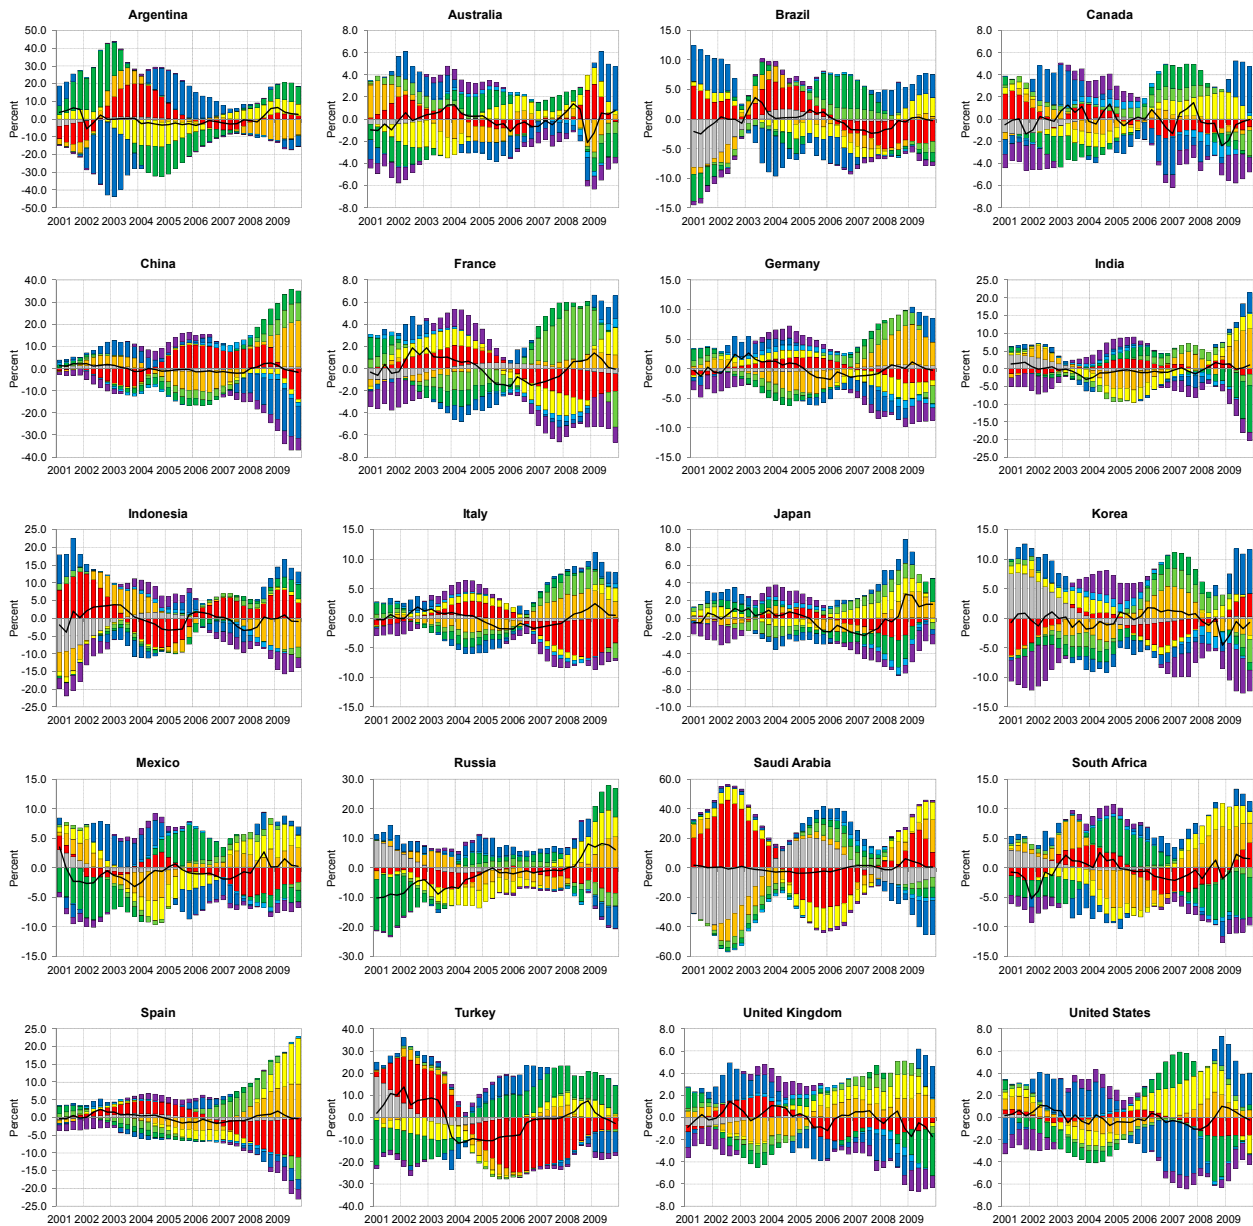 Argentina
Percent
50.0
40.0
30.0
20.0
10.0
0.0
-10.0
-20.0
-30.0
-40.0
-50.0
2001 2002 2003 2004 2005 2006 2007 2008 2009
Australia
Percent
8.0
6.0
4.0
2.0
0.0
-2.0
-4.0
-6.0
-8.0
2001 2002 2003 2004 2005 2006 2007 2008 2009
Brazil
Percent
15.0
10.0
5.0
0.0
-5.0
-10.0
-15.0
2001 2002 2003 2004 2005 2006 2007 2008 2009
Canada
Percent
8.0
6.0
4.0
2.0
0.0
-2.0
-4.0
-6.0
-8.0
2001 2002 2003 2004 2005 2006 2007 2008 2009
China
Percent
40.0
30.0
20.0
10.0
0.0
-10.0
-20.0
-30.0
-40.0
2001 2002 2003 2004 2005 2006 2007 2008 2009
France
Percent
8.0
6.0
4.0
2.0
0.0
-2.0
-4.0
-6.0
-8.0
2001 2002 2003 2004 2005 2006 2007 2008 2009
Germany
Percent
15.0
10.0
5.0
0.0
-5.0
-10.0
-15.0
2001 2002 2003 2004 2005 2006 2007 2008 2009
India
Percent
25.0
20.0
15.0
10.0
5.0
0.0
-5.0
-10.0
-15.0
-20.0
-25.0
2001 2002 2003 2004 2005 2006 2007 2008 2009
Indonesia
Percent
25.0
20.0
15.0
10.0
5.0
0.0
-5.0
-10.0
-15.0
-20.0
-25.0
2001 2002 2003 2004 2005 2006 2007 2008 2009
Italy
Percent
15.0
10.0
5.0
0.0
-5.0
-10.0
-15.0
2001 2002 2003 2004 2005 2006 2007 2008 2009
Japan
Percent
10.0
8.0
6.0
4.0
2.0
0.0
-2.0
-4.0
-6.0
-8.0
-10.0
2001 2002 2003 2004 2005 2006 2007 2008 2009
Korea
Percent
15.0
10.0
5.0
0.0
-5.0
-10.0
-15.0
2001 2002 2003 2004 2005 2006 2007 2008 2009
Mexico
Percent
15.0
10.0
5.0
0.0
-5.0
-10.0
-15.0
2001 2002 2003 2004 2005 2006 2007 2008 2009
Russia
Percent
30.0
20.0
10.0
0.0
-10.0
-20.0
-30.0
2001 2002 2003 2004 2005 2006 2007 2008 2009
Saudi Arabia
Percent
60.0
40.0
20.0
0.0
-20.0
-40.0
-60.0
2001 2002 2003 2004 2005 2006 2007 2008 2009
South Africa
Percent
15.0
10.0
5.0
0.0
-5.0
-10.0
-15.0
2001 2002 2003 2004 2005 2006 2007 2008 2009
Spain
Percent
25.0
20.0
15.0
10.0
5.0
0.0
-5.0
-10.0
-15.0
-20.0
-25.0
2001 2002 2003 2004 2005 2006 2007 2008 2009
Turkey
Percent
40.0
30.0
20.0
10.0
0.0
-10.0
-20.0
-30.0
-40.0
2001 2002 2003 2004 2005 2006 2007 2008 2009
United Kingdom
Percent
8.0
6.0
4.0
2.0
0.0
-2.0
-4.0
-6.0
-8.0
2001 2002 2003 2004 2005 2006 2007 2008 2009
United States
Percent
8.0
6.0
4.0
2.0
0.0
-2.0
-4.0
-6.0
-8.0
2001 2002 2003 2004 2005 2006 2007 2008 2009